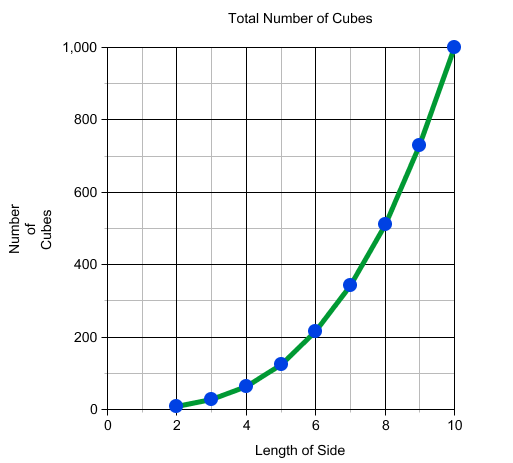 Total Number of Cubes
1,000
800
600
400
200
0
Number
of
Cubes
0 2 4 6 8 10
Length of Side